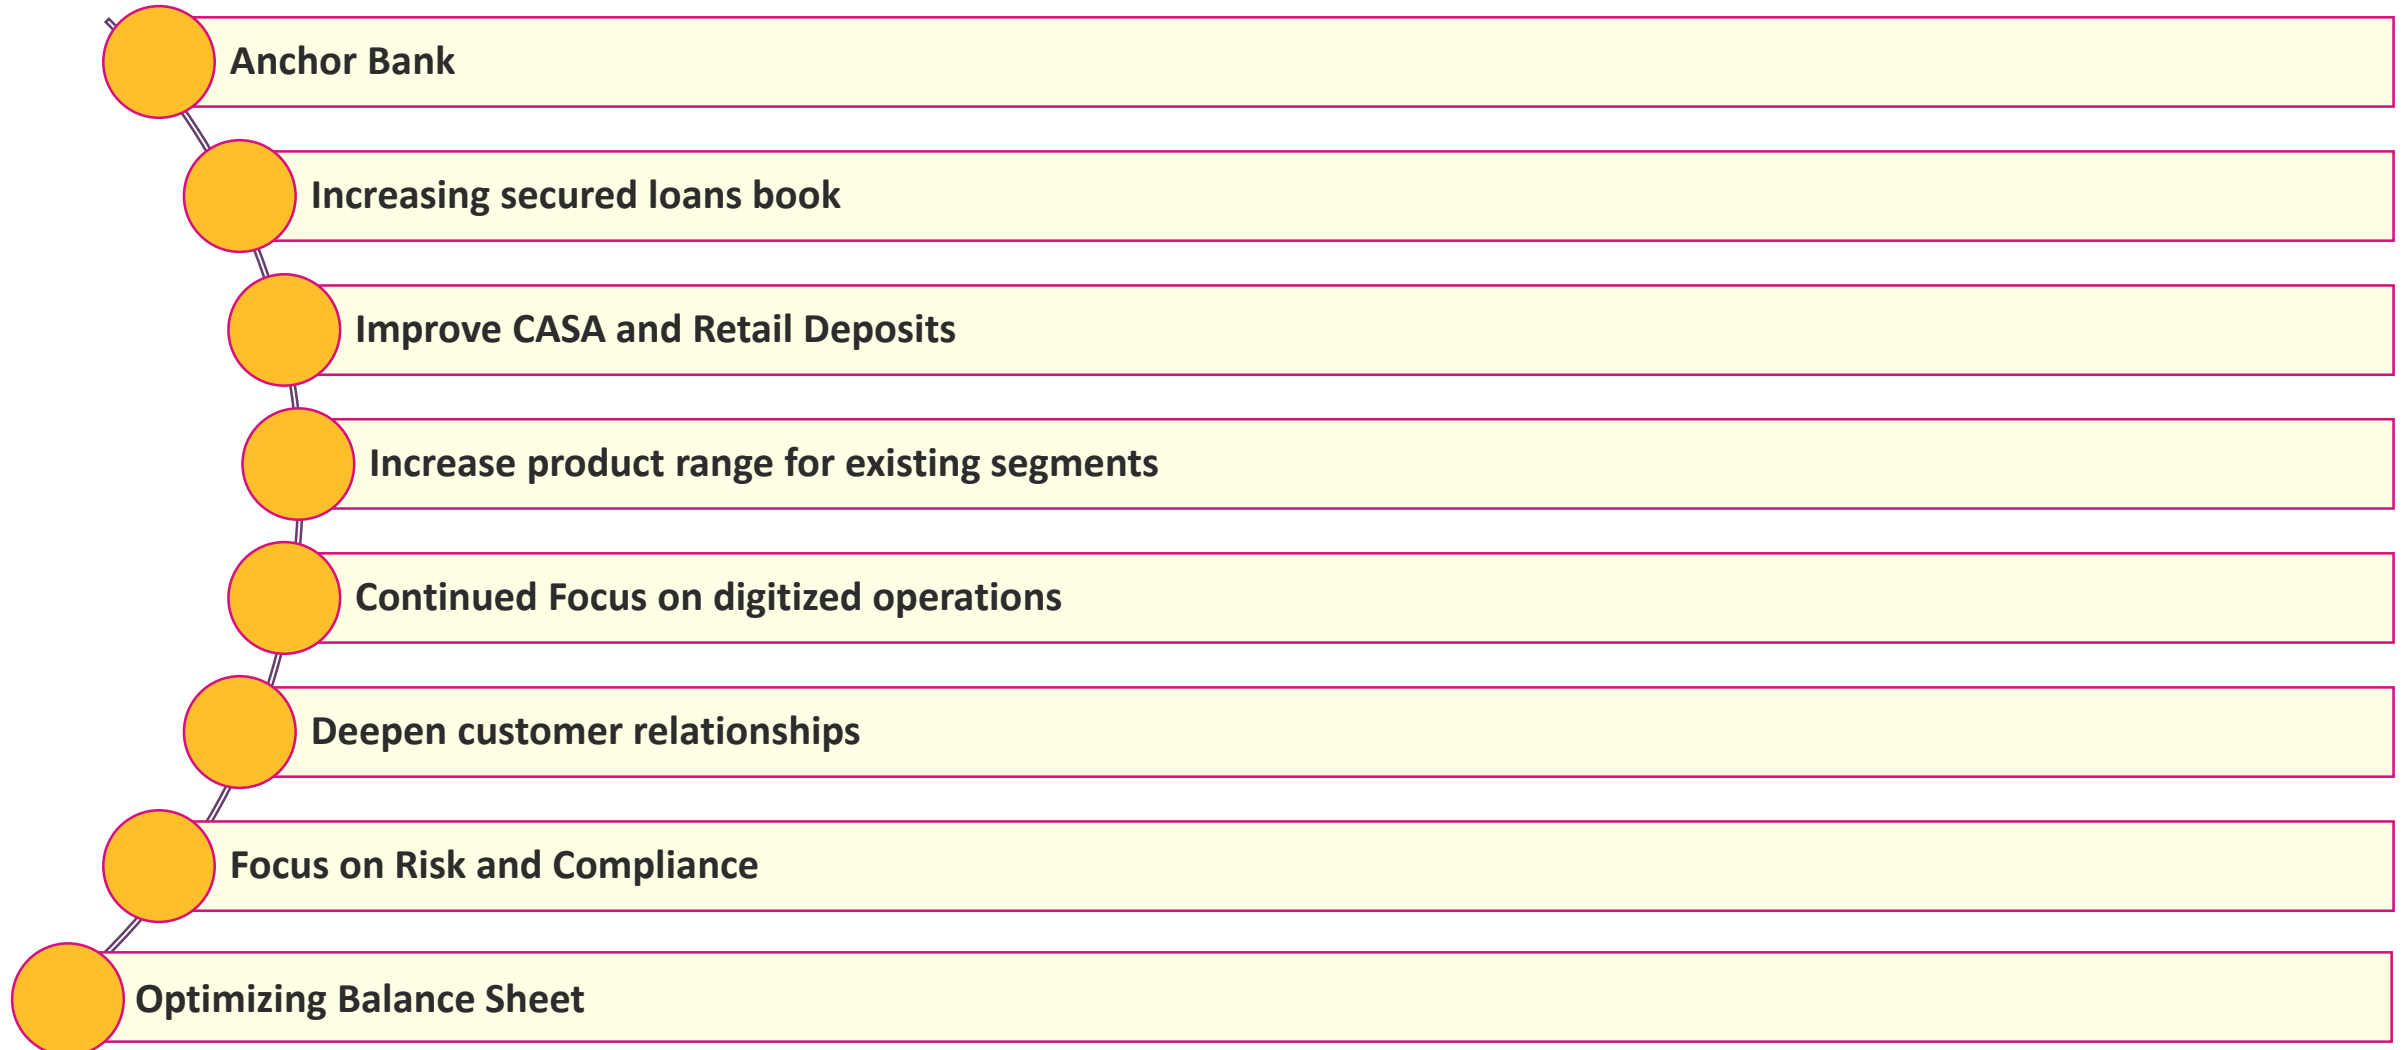 Anchor Bank
Increasing secured loans book
Improve CASA and Retail Deposits
Increase product range for existing segments
Continued Focus on digitized operations
Deepen customer relationships
Focus on Risk and Compliance
Optimizing Balance Sheet